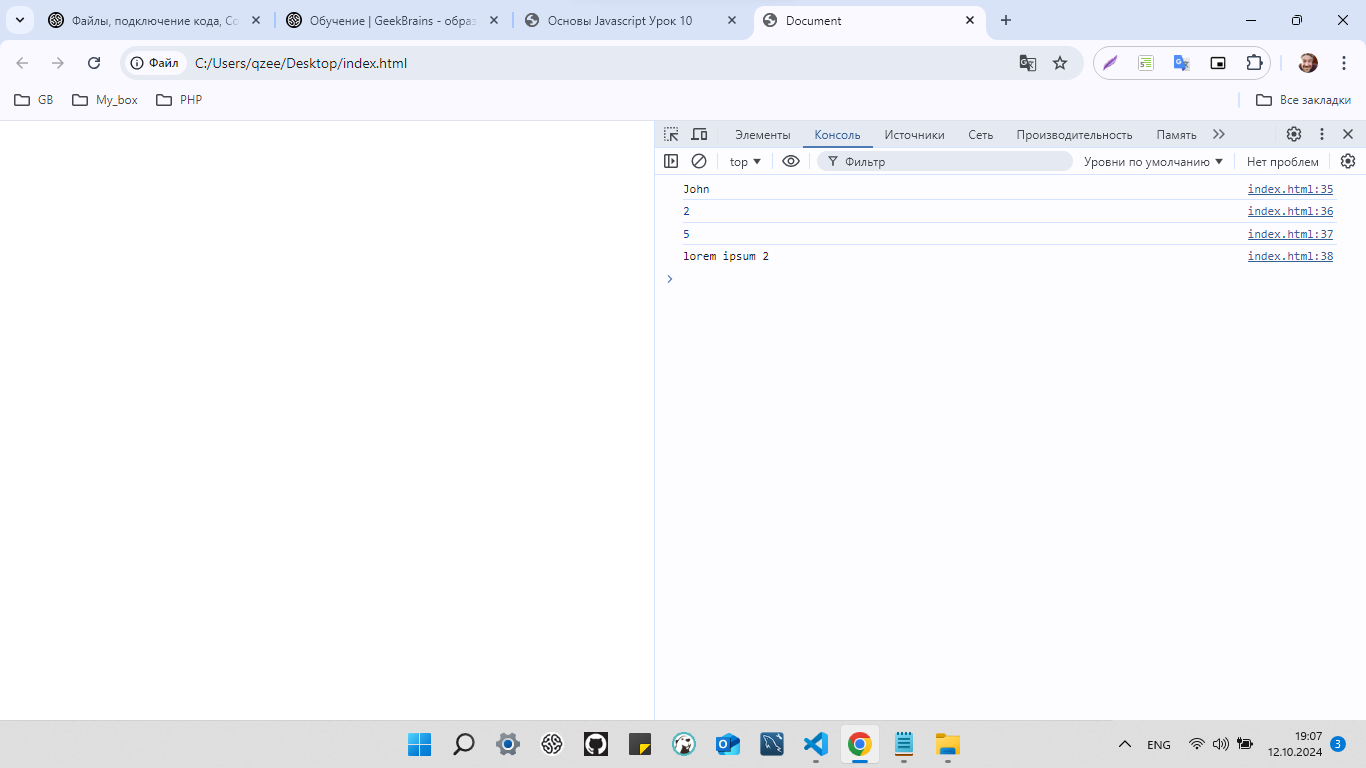 Файлы, подключение кода, Со
Обучение | GeekBrains - образ
Основы Javascript Урок 10
Document
Файл
C:/Users/qzee/Desktop/index.html
GB
My_box
PHP
Все закладки
Элементы
Консоль
Источники
Сеть
Производительность
Память
top
Фильтр
Уровни по умолчанию
Нет проблем
John
index.html:35
2
index.html:36
5
index.html:37
lorem ipsum 2
index.html:38
ENG
19:07
12.10.2024
3